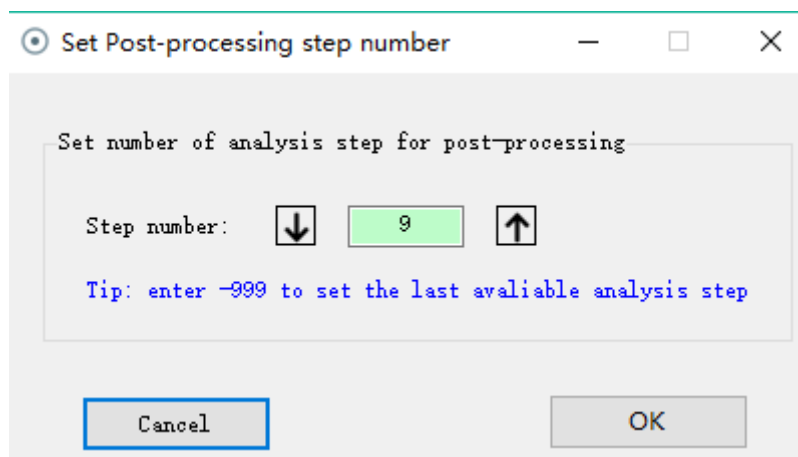 Set Post-processing step number
Set number of analysis step for post-processing
Step number: 9
Tip: enter -999 to set the last avaliable analysis step
Cancel OK